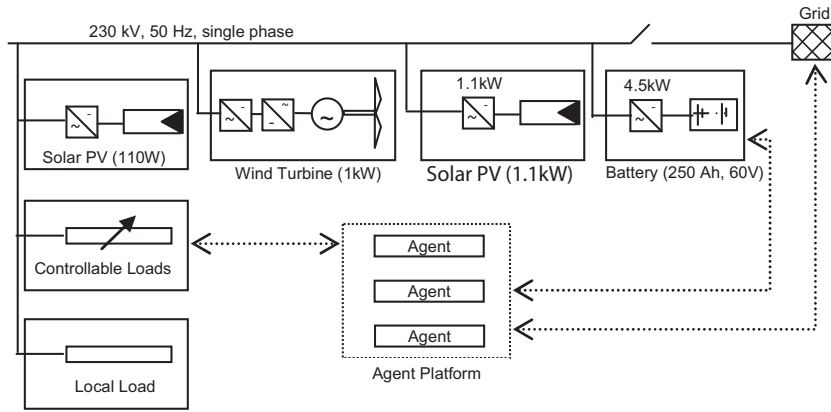 Grid
230 kV, 50 Hz, single phase
1.1kW
4.5kW
Solar PV (110W)
Wind Turbine (1kW)
Solar PV (1.1kW)
Battery (250 Ah, 60V)
Controllable Loads
Agent
Agent
Agent
Local Load
Agent Platform